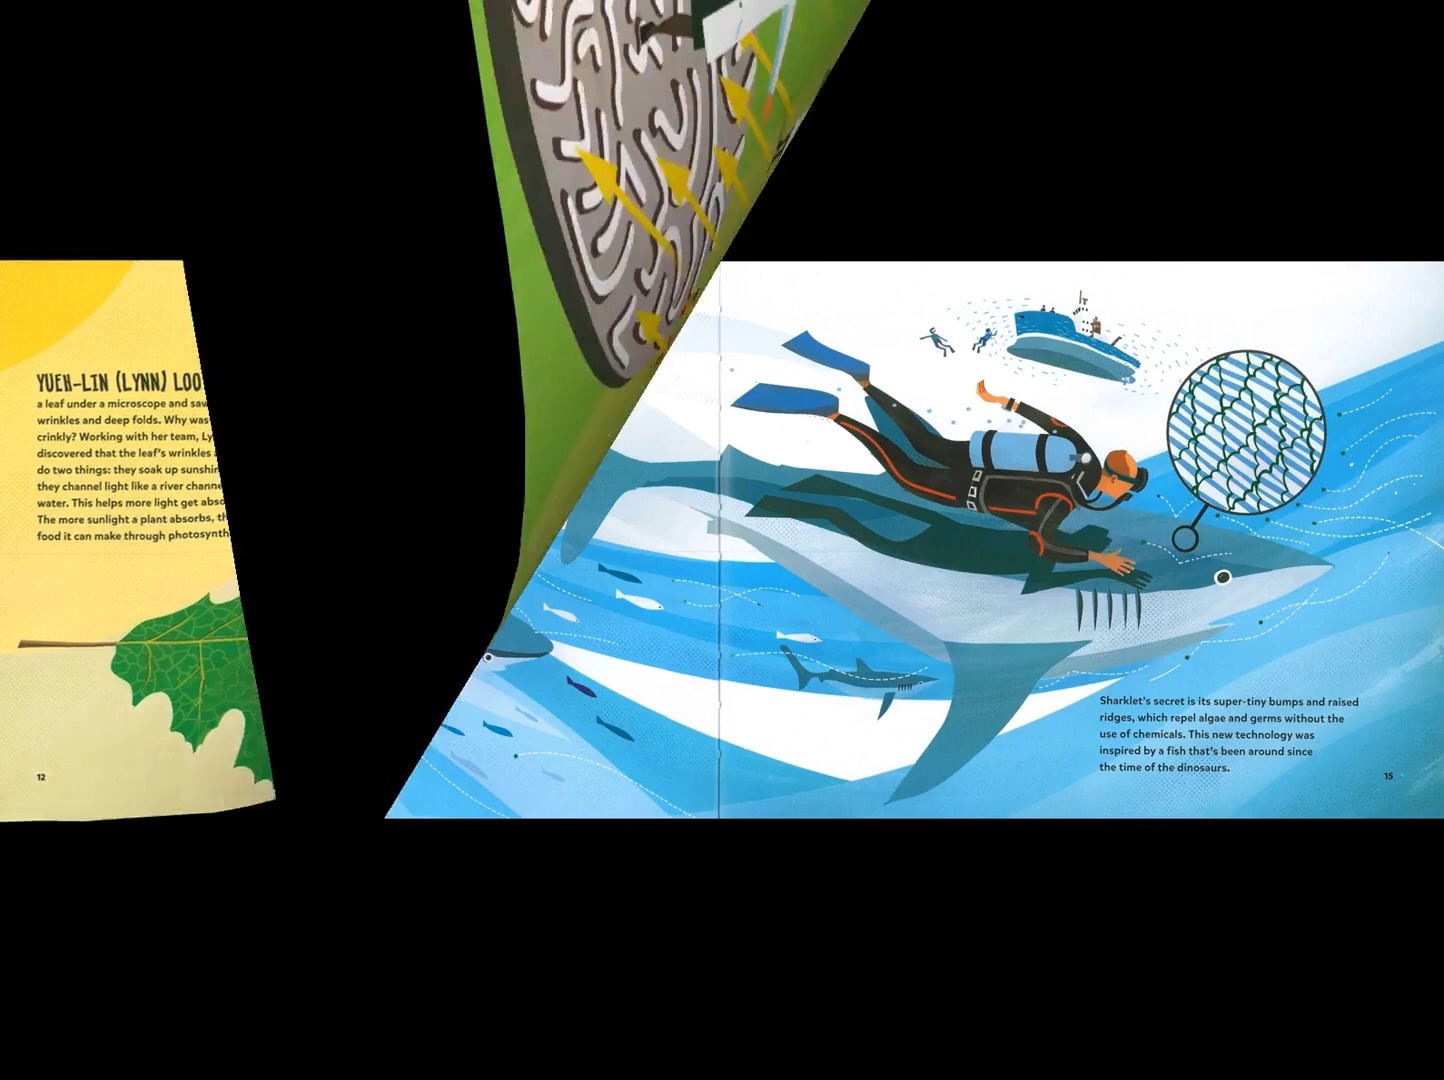 YUEH-LIN (LYNN) LOO
a leaf under a microscope and saw
wrinkles and deep folds. Why was
crinkly? Working with her team, Ly
discovered that the leaf's wrinkles
do two things: they soak up sunshin
they channel light like a river channe
water. This helps more light get abso
The more sunlight a plant absorbs, th
food it can make through photosynth
12
Sharklet's secret is its super-tiny bumps and raised
ridges, which repel algae and germs without the
use of chemicals. This new technology was
inspired by a fish that's been around since
the time of the dinosaurs.
15